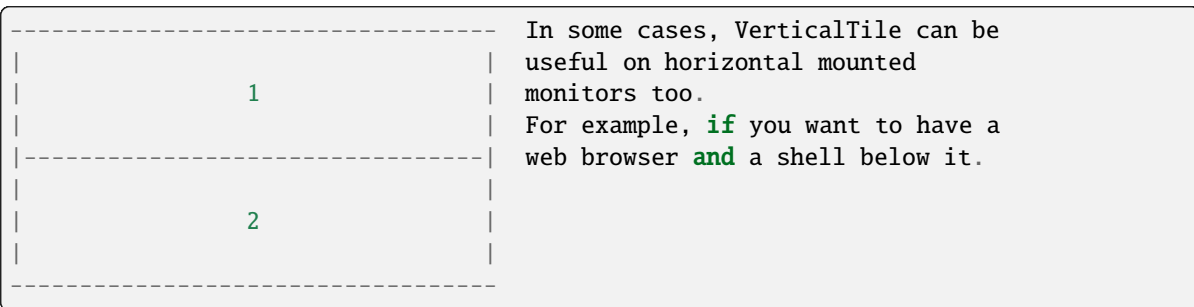 ----------------------------------- In some cases, VerticalTile can be
|                                 | useful on horizontal mounted
|                1                | monitors too.
|                                 | For example, if you want to have a
|---------------------------------| web browser and a shell below it.
|                                 |
|                2                |
|                                 |
-----------------------------------